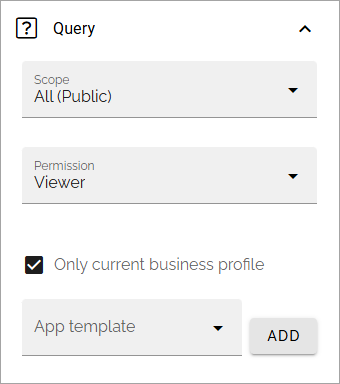 Query
Scope
All (Public)
Permission
Viewer
Only current business profile
App template
ADD